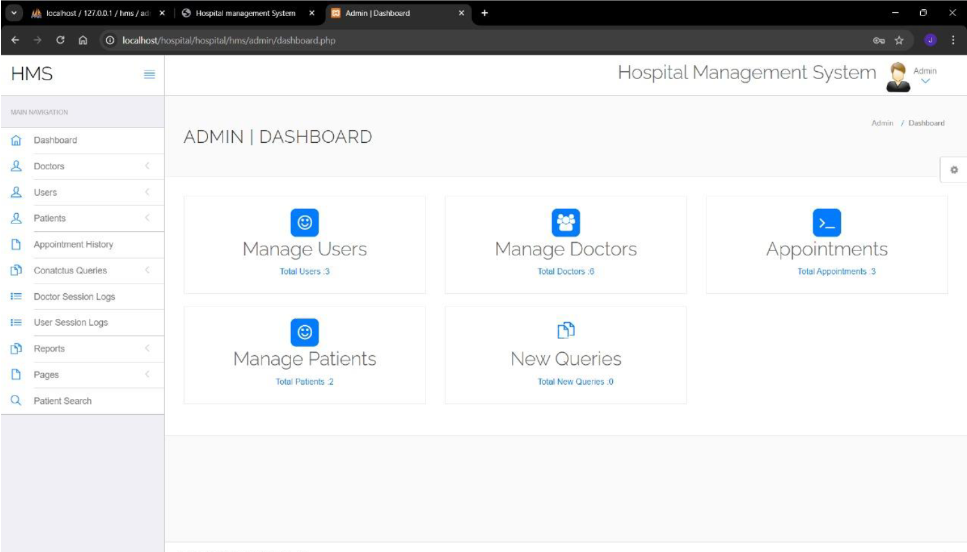 localhost / 127.0.0.1 / hms / adm
Hospital management System
Admin | Dashboard
localhost/hospital/hospital/hms/admin/dashboard.php
J
HMS
Hospital Management System
Admin
MAIN NAVIGATION
Dashboard
Doctors
Users
Patients
Appointment History
Conatctus Queries
Doctor Session Logs
User Session Logs
Reports
Pages
Patient Search
ADMIN | DASHBOARD
Admin / Dashboard
Manage Users
Total Users :3
Manage Doctors
Total Doctors :6
Appointments
Total Appointments :3
Manage Patients
Total Patients :2
New Queries
Total New Queries :0